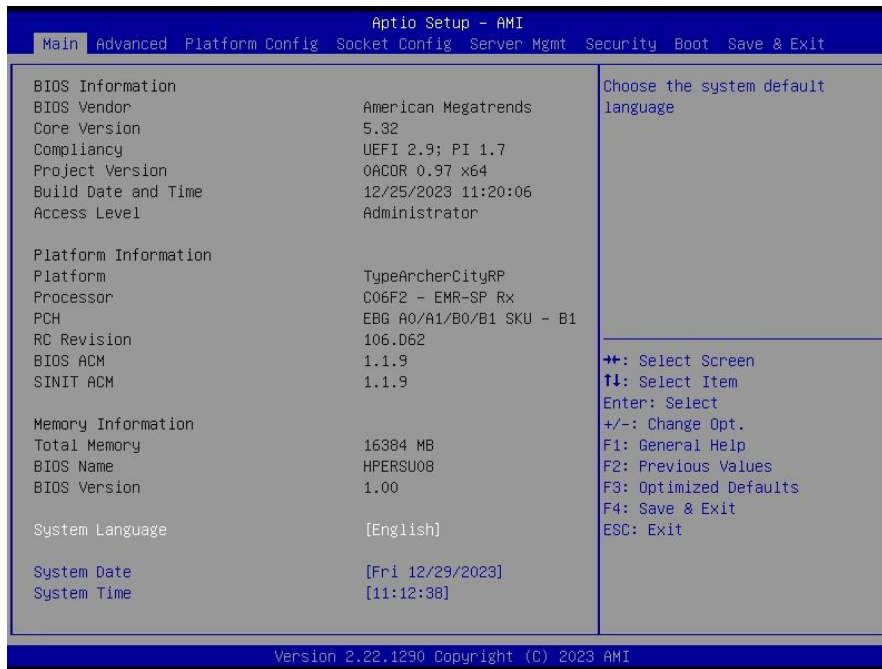 Aptio Setup - AMI
Main Advanced Platform Config Socket Config Server Mgmt Security Boot Save & Exit
BIOS Information
BIOS Vendor American Megatrends
Core Version 5.32
Compliancy UEFI 2.9; PI 1.7
Project Version 0ACOR 0.97 x64
Build Date and Time 12/25/2023 11:20:06
Access Level Administrator
Platform Information
Platform TypeArcherCityRP
Processor C06F2 - EMR-SP Rx
PCH EBG A0/A1/B0/B1 SKU - B1
RC Revision 106.D62
BIOS ACM 1.1.9
SINIT ACM 1.1.9
Memory Information
Total Memory 16384 MB
BIOS Name HPERSU08
BIOS Version 1.00
System Language [English]
System Date [Fri 12/29/2023]
System Time [11:12:38]
Choose the system default
language
→←: Select Screen
↑↓: Select Item
Enter: Select
+/-: Change Opt.
F1: General Help
F2: Previous Values
F3: Optimized Defaults
F4: Save & Exit
ESC: Exit
Version 2.22.1290 Copyright (C) 2023 AMI